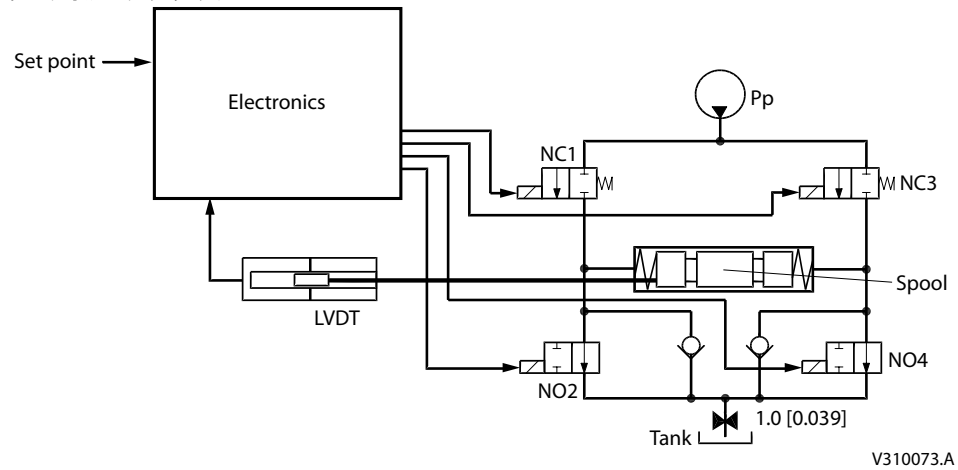 Set point
Electronics
Pp
NC1
NC3
Spool
LVDT
NO2
NO4
1.0 [0.039]
Tank
V310073.A